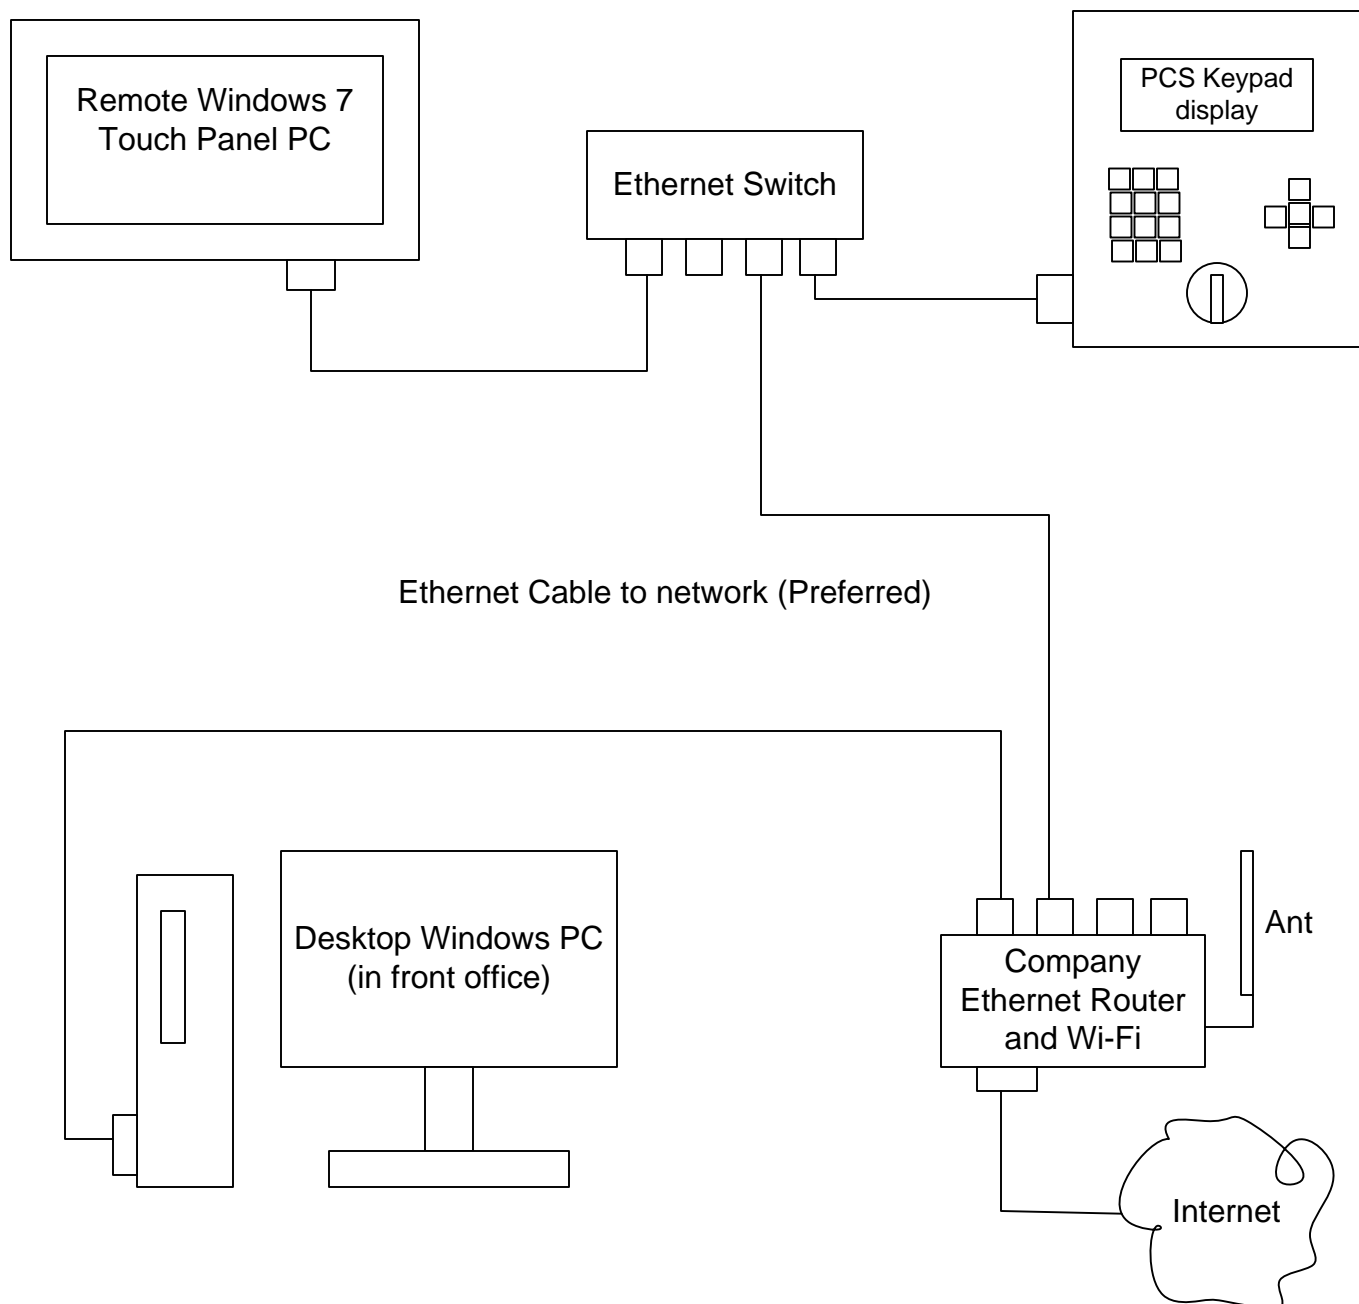 Remote Windows 7
Touch Panel PC
Ethernet Switch
PCS Keypad
display
Ethernet Cable to network (Preferred)
Desktop Windows PC
(in front office)
Company
Ethernet Router
and Wi-Fi
Ant
Internet